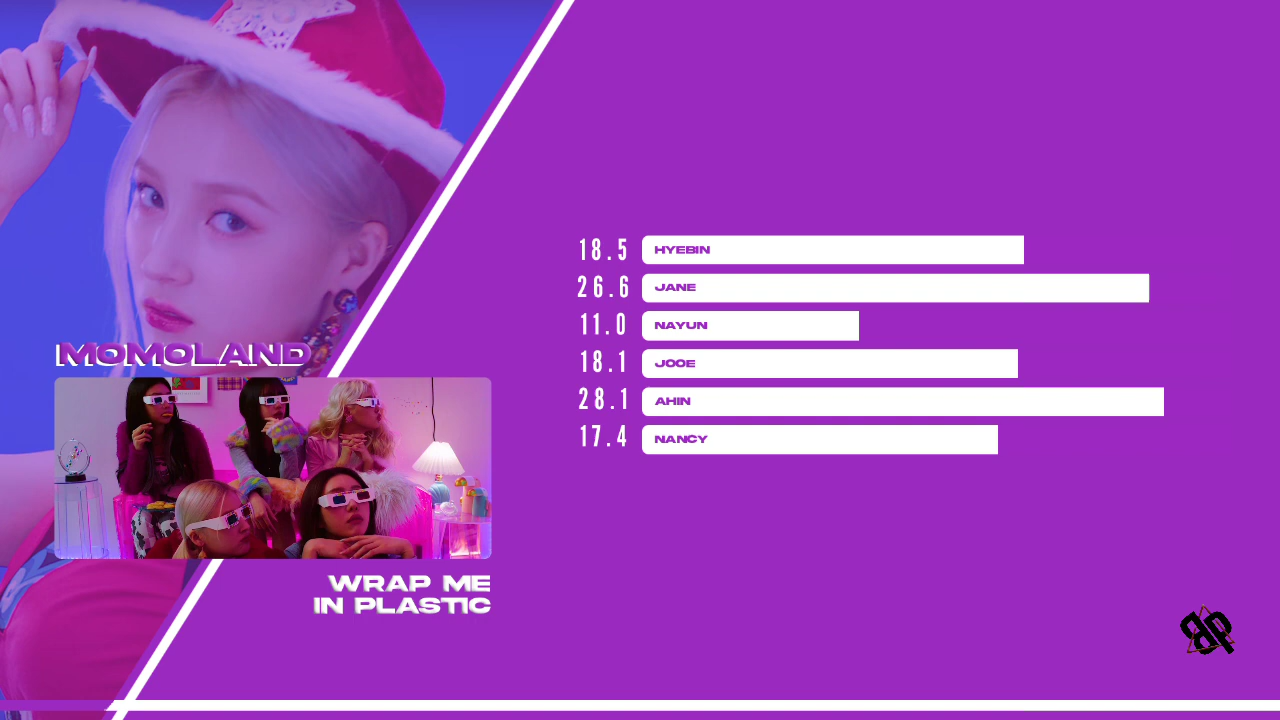 MOMOLAND
WRAP ME
IN PLASTIC
18.5 HYEBIN
26.6 JANE
11.0 NAYUN
18.1 JOOE
28.1 AHIN
17.4 NANCY